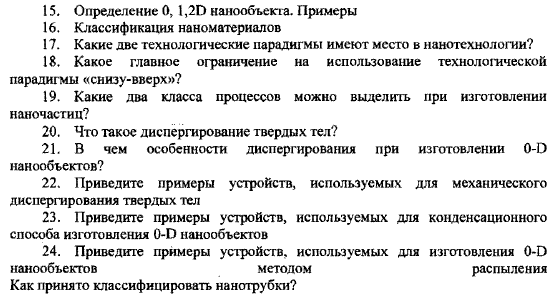 15. Определение 0, 1,2D нанообъекта. Примеры
16. Классификация наноматериалов
17. Какие две технологические парадигмы имеют место в нанотехнологии?
18. Какое главное ограничение на использование технологической
парадигмы «снизу-вверх»?
19. Какие два класса процессов можно выделить при изготовлении
наночастиц?
20. Что такое диспергирование твердых тел?
21. В чем особенности диспергирования при изготовлении 0-D
нанообъектов?
22. Приведите примеры устройств, используемых для механического
диспергирования твердых тел
23. Приведите примеры устройств, используемых для конденсационного
способа изготовления 0-D нанообъектов
24. Приведите примеры устройств, используемых для изготовления 0-D
нанообъектов методом распыления
Как принято классифицировать нанотрубки?